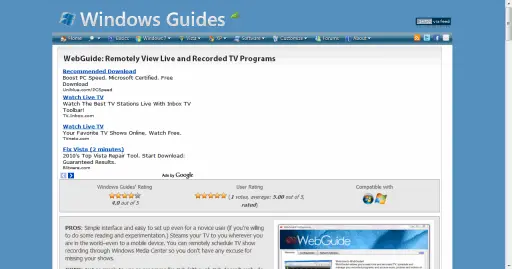 Windows Guides
via feed
Home
Basics
Windows 7
Vista
XP
Software
Customize
Forums
About
WebGuide: Remotely View Live and Recorded TV Programs
Recommended Download
Boost PC Speed. Microsoft Certified. Free
Download
Uniblue.com/PCSpeed
Watch Live TV
Watch The Best TV Stations Live With Inbox TV
Toolbar!
TV.Inbox.com
Watch Live TV
Your Favorite TV Shows Online. Watch Free.
Fix Vista (2 minutes)
2010's Top Vista Repair Tool. Start Download:
Guaranteed Results.
Ads by Google
Windows Guides' Rating
4.0 out of 5
User Rating
(1 votes, average: 5.00 out of 5,
rated)
Compatible with
PROS: Simple interface and easy to set up even for a novice user (if you're willing
to do some reading and experimentation.) Streams your TV to you wherever you
are in the world–even to a mobile device. You can remotely schedule TV show
recording through Windows Media Center so you don't have any excuse for
missing your shows.
WebGuide